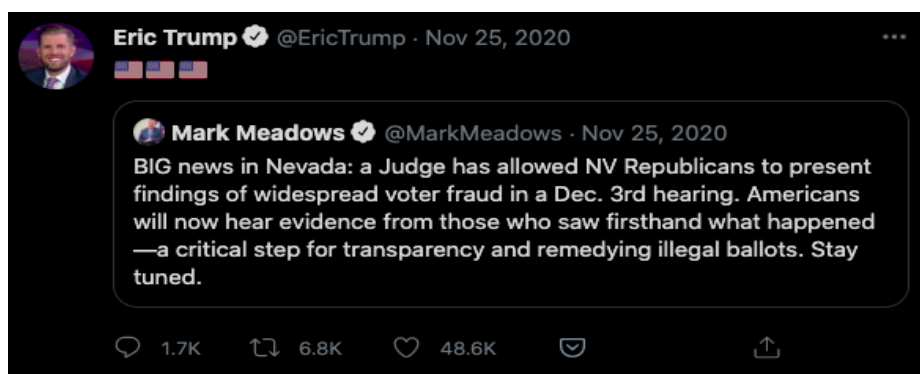 Eric Trump @EricTrump · Nov 25, 2020
🇺🇸🇺🇸🇺🇸
Mark Meadows @MarkMeadows · Nov 25, 2020
BIG news in Nevada: a Judge has allowed NV Republicans to present
findings of widespread voter fraud in a Dec. 3rd hearing. Americans
will now hear evidence from those who saw firsthand what happened
—a critical step for transparency and remedying illegal ballots. Stay
tuned.
1.7K 6.8K 48.6K